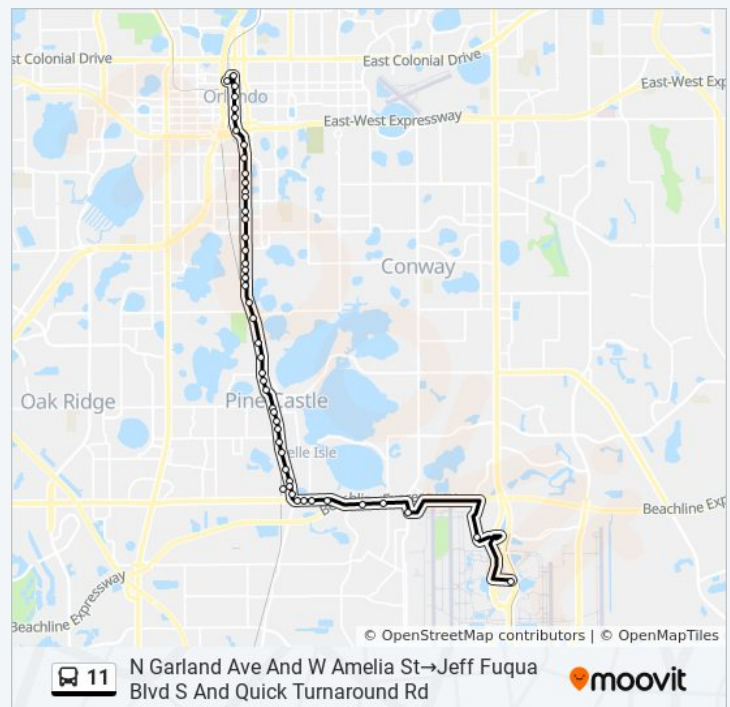 st Colonial Drive
East Colonial Drive
East-West Exp
Orlando
East-West Expressway
Conway
Oak Ridge
Pine Castle
elle Isle
Beachline Exp
Beachline Expressway
© OpenStreetMap contributors | © OpenMapTiles
11
N Garland Ave And W Amelia St→Jeff Fuqua
Blvd S And Quick Turnaround Rd
moovit